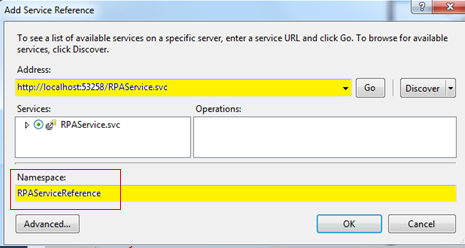 Add Service Reference
To see a list of available services on a specific server, enter a service URL and click Go. To browse for available
services, click Discover.
Address:
http://localhost:53258/RPAService.svc
Go
Discover
Services:
Operations:
RPAService.svc
Namespace:
RPAServiceReference
Advanced...
OK
Cancel